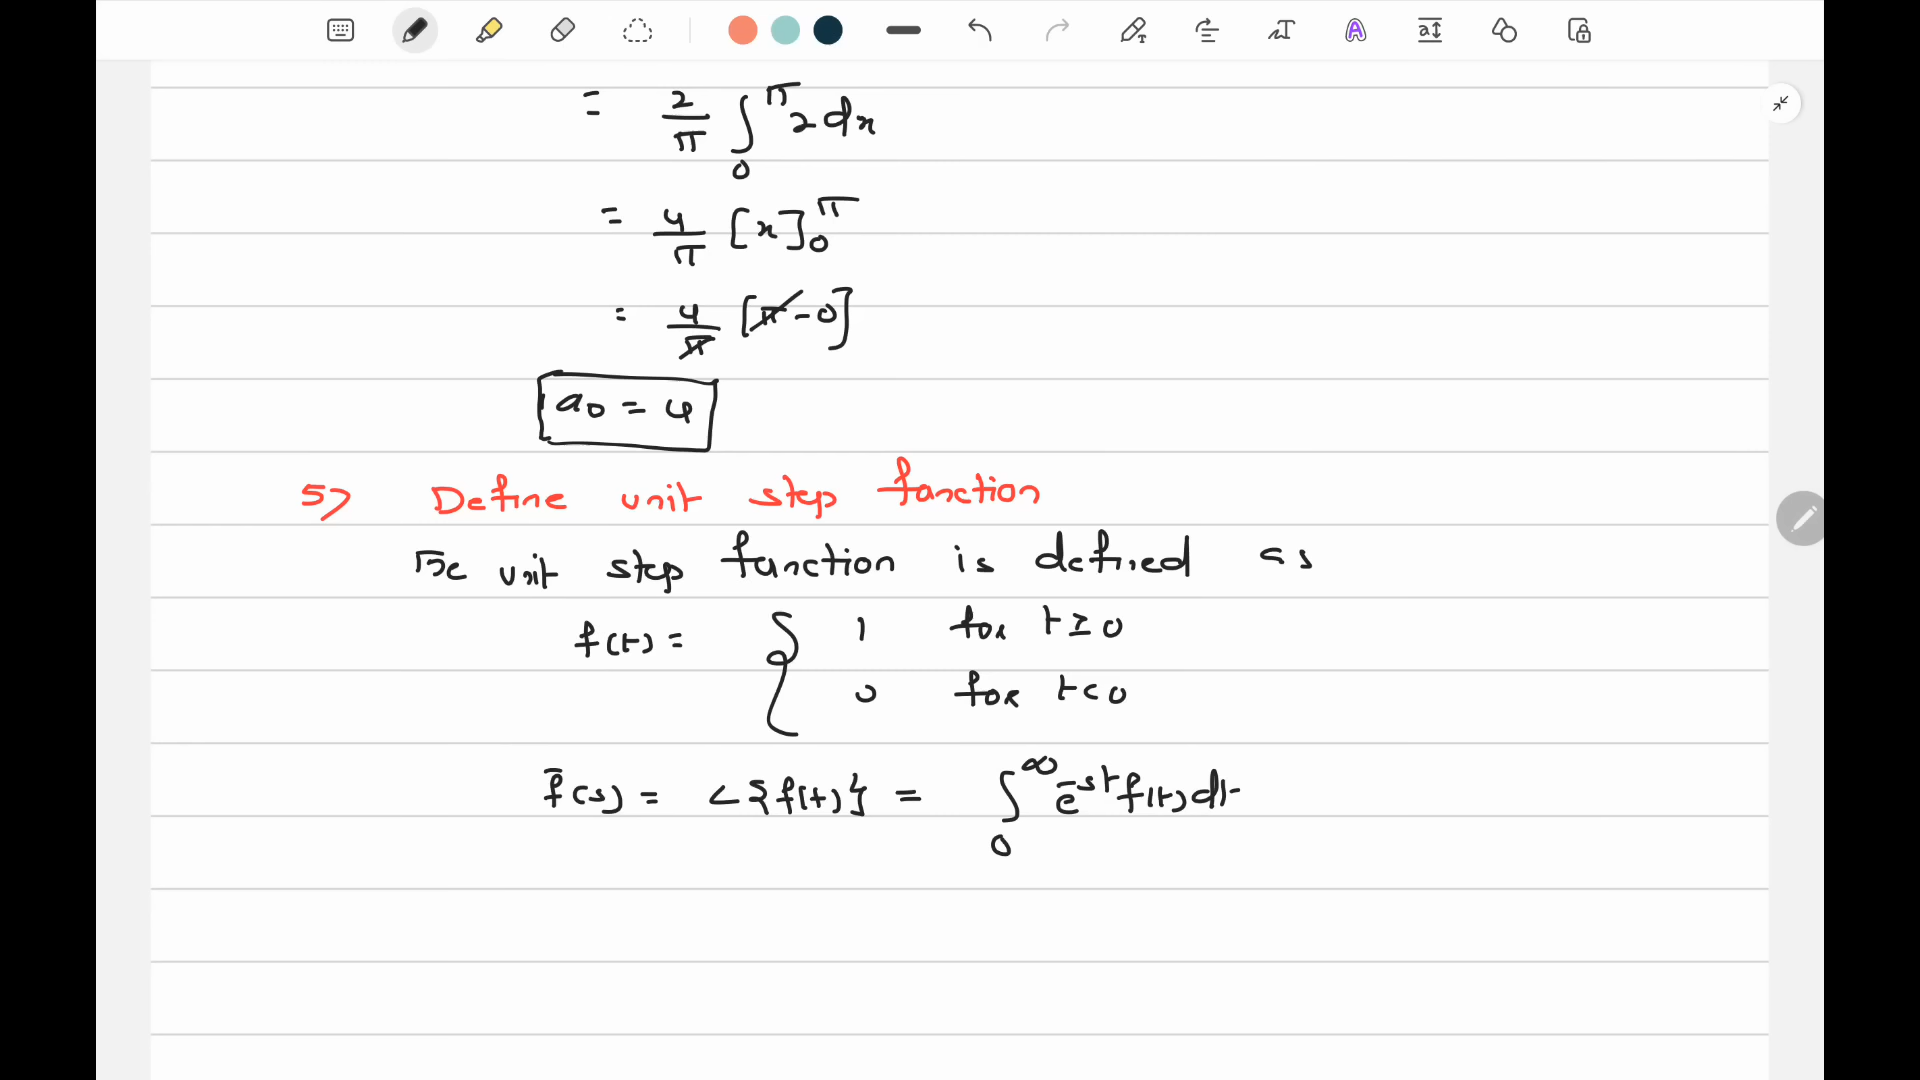 = 2/π ∫₀^π 2 dx
= 4/π [x]₀^π
= 4/π [π - 0]
a₀ = 4
5) Define unit step function
The unit step function is defined as
f(t) = { 1 for t ≥ 0
0 for t < 0
f̄(s) = L{f(t)} = ∫₀^∞ e^-st f(t) dt